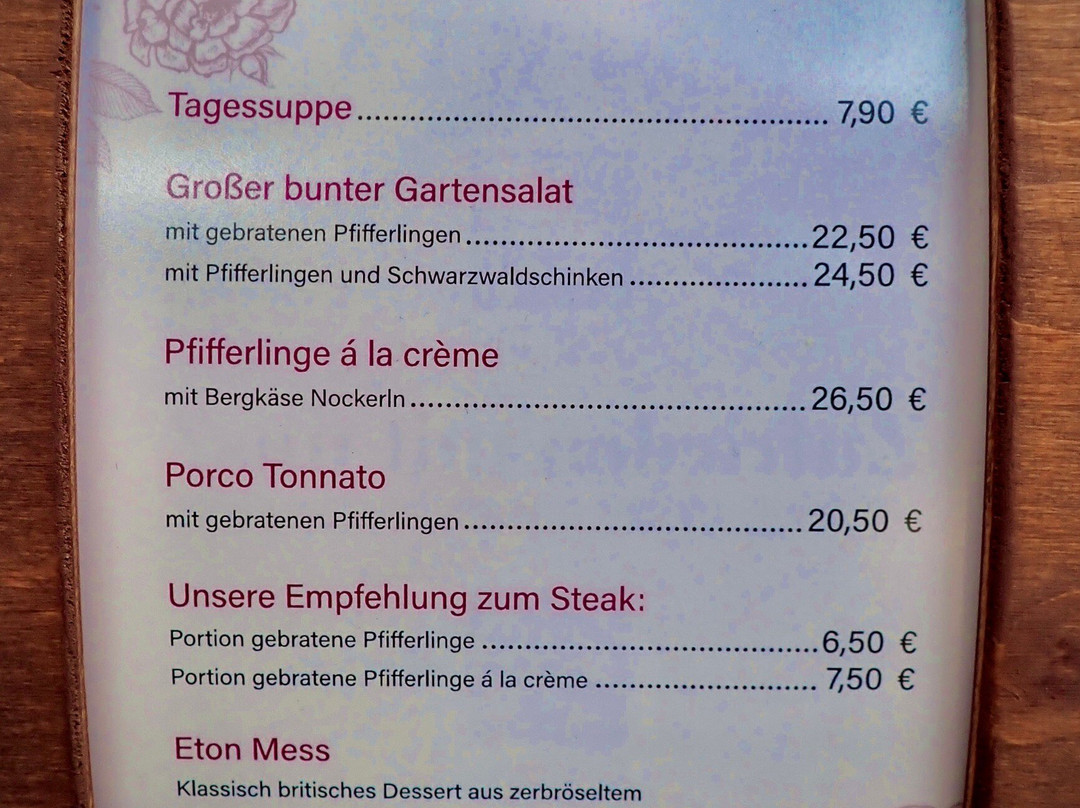 Tagessuppe.................................................... 7,90 €
Großer bunter Gartensalat
mit gebratenen Pfifferlingen.......................................22,50 €
mit Pfifferlingen und Schwarzwaldschinken....................24,50 €
Pfifferlinge á la crème
mit Bergkäse Nockerln.............................................26,50 €
Porco Tonnato
mit gebratenen Pfifferlingen......................................20,50 €
Unsere Empfehlung zum Steak:
Portion gebratene Pfifferlinge ......................................6,50 €
Portion gebratene Pfifferlinge á la crème ......................... 7,50 €
Eton Mess
Klassisch britisches Dessert aus zerbröseltem